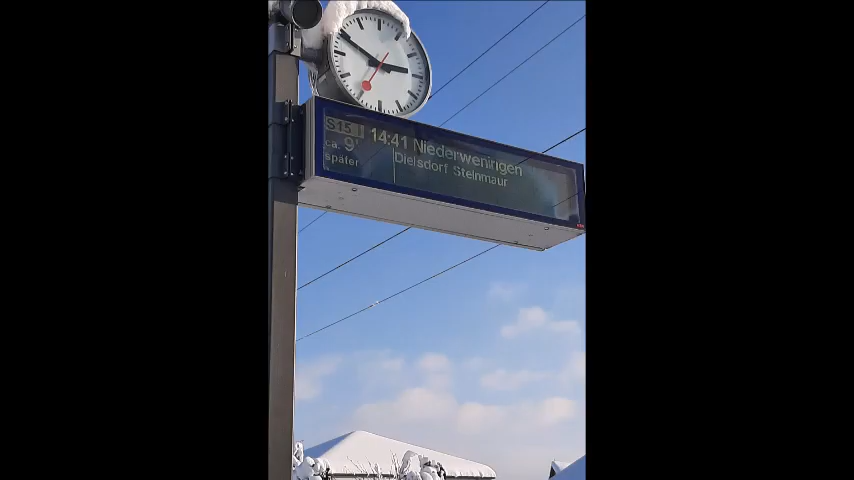 S15
14:41 Niederweningen
ca. 9'
später
Dielsdorf Steinmaur